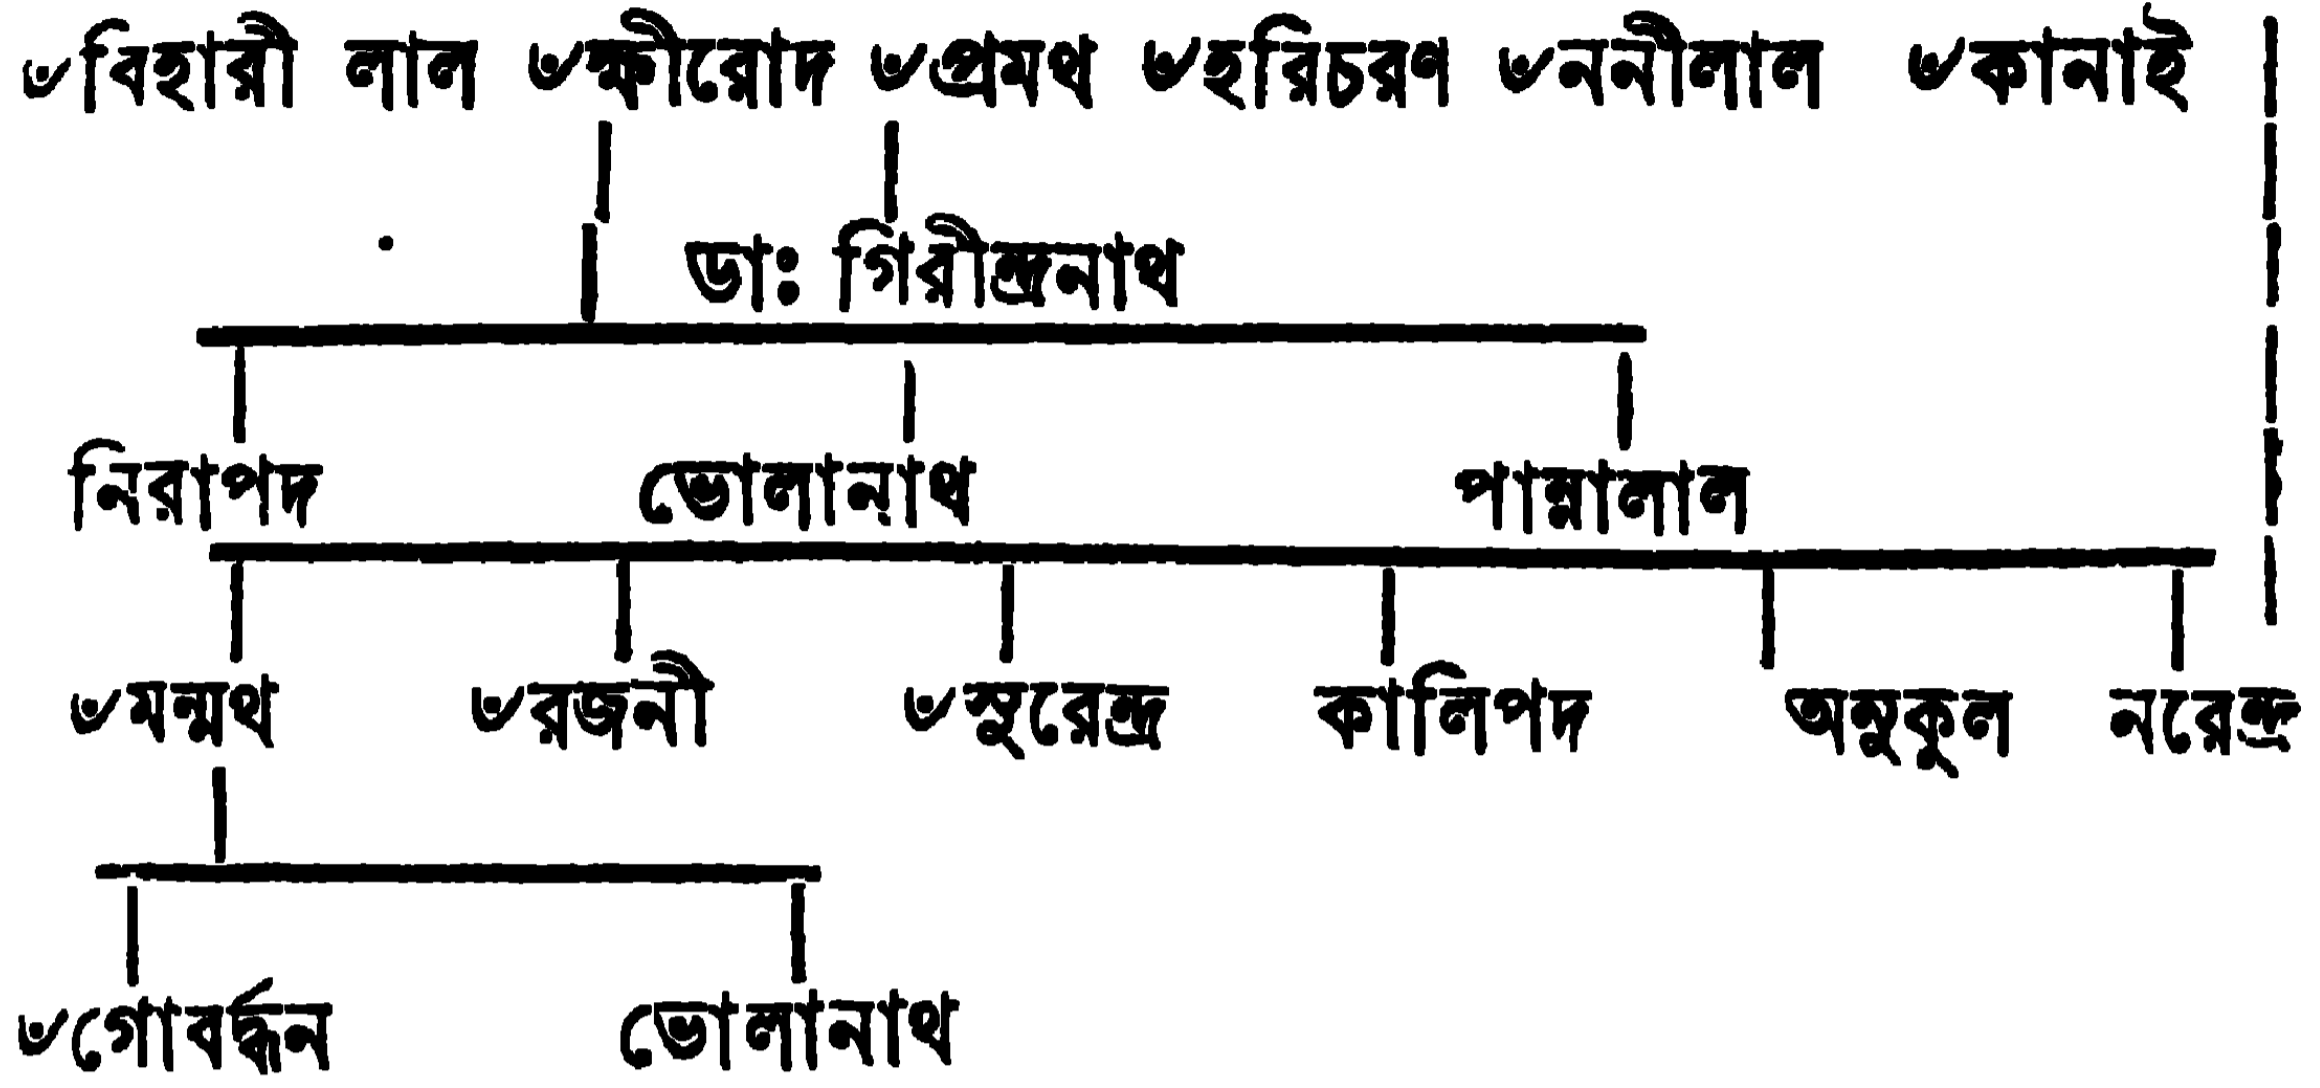 ৺বিহারী লাল ৺ক্ষীরোদ ৺প্রমথ ৺হরিচরণ ৺ননীলাল ৺কানাই
ডাঃ গিরীন্দ্রনাথ
নিরাপদ ভোলানাথ পান্নালাল
৺মন্মথ ৺রজনী ৺সুরেন্দ্র কালিপদ অনুকুল নরেন্দ্র
৺গোবর্দ্ধন ভোলানাথ